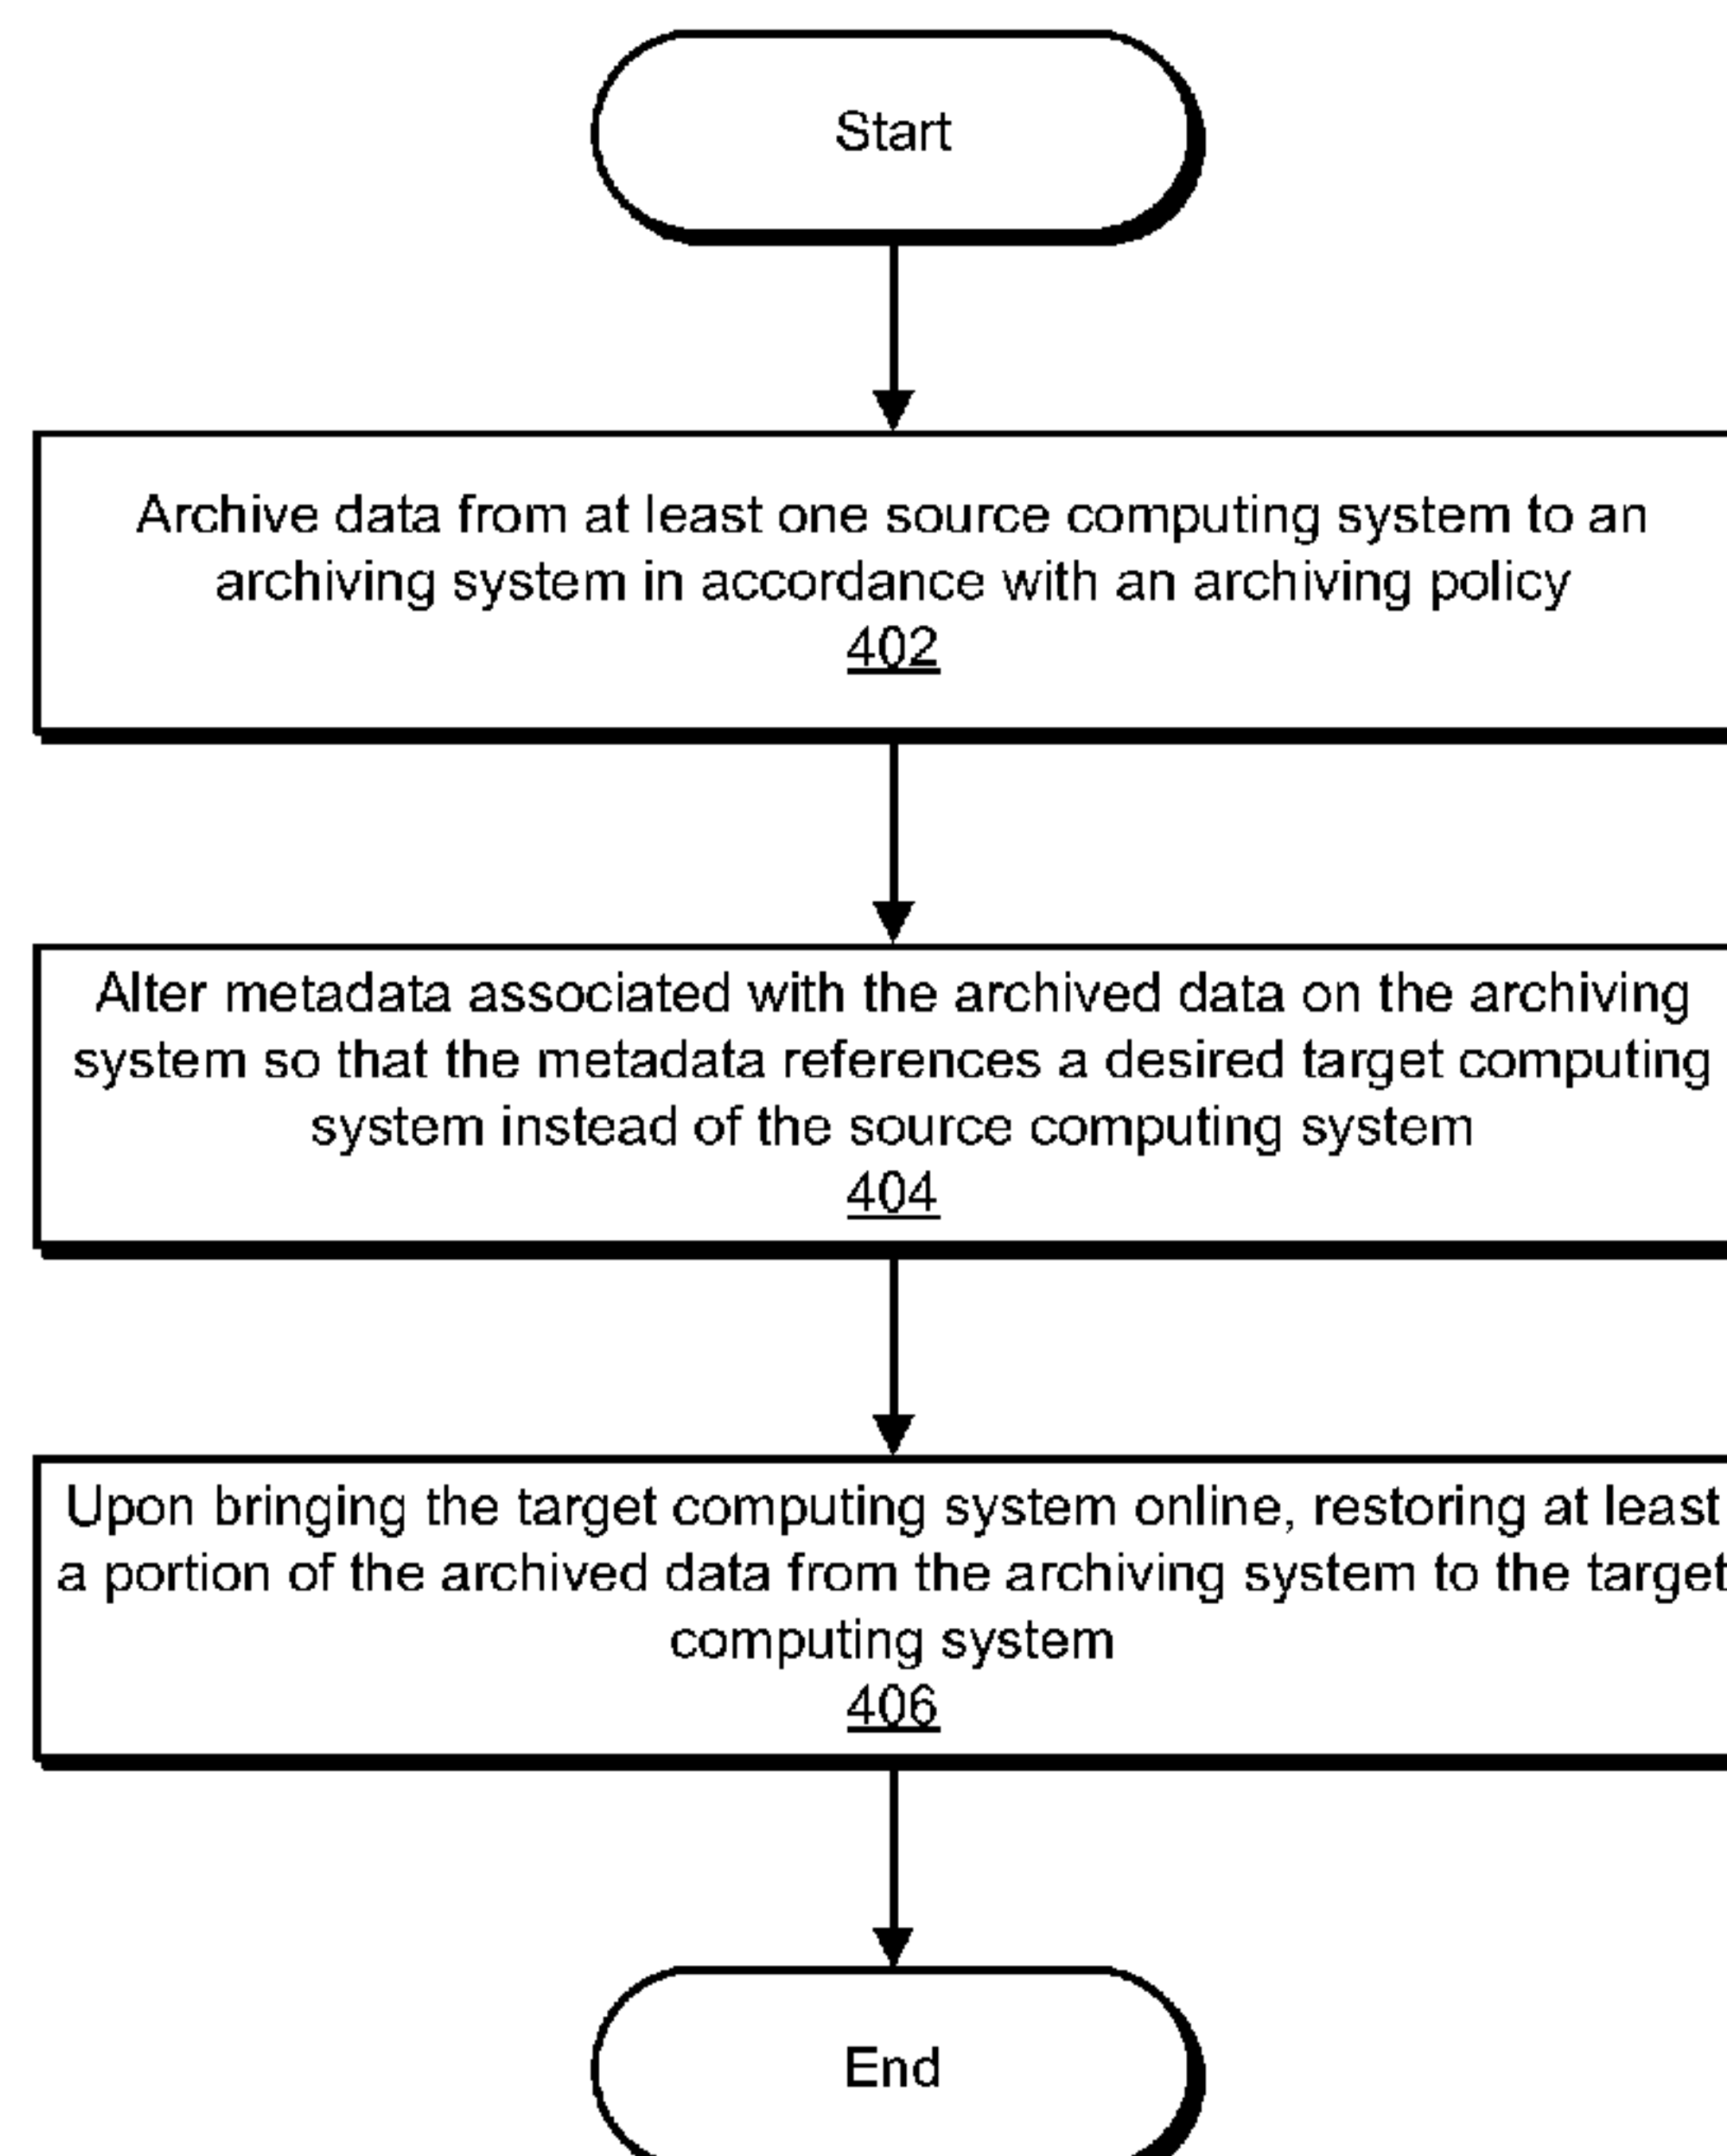 Start
Archive data from at least one source computing system to an
archiving system in accordance with an archiving policy
402
Alter metadata associated with the archived data on the archiving
system so that the metadata references a desired target computing
system instead of the source computing system
404
Upon bringing the target computing system online, restoring at least
a portion of the archived data from the archiving system to the target
computing system
406
End